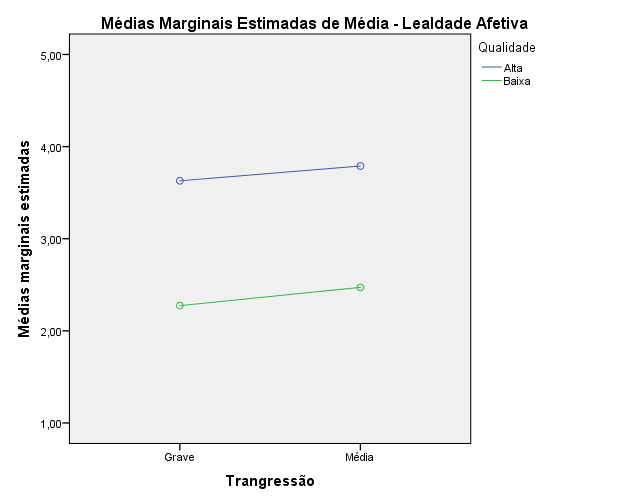 Médias Marginais Estimadas de Média - Lealdade Afetiva
Qualidade
Alta
Baixa
Médias marginais estimadas
5,00
4,00
3,00
2,00
1,00
Grave
Média
Trangressão